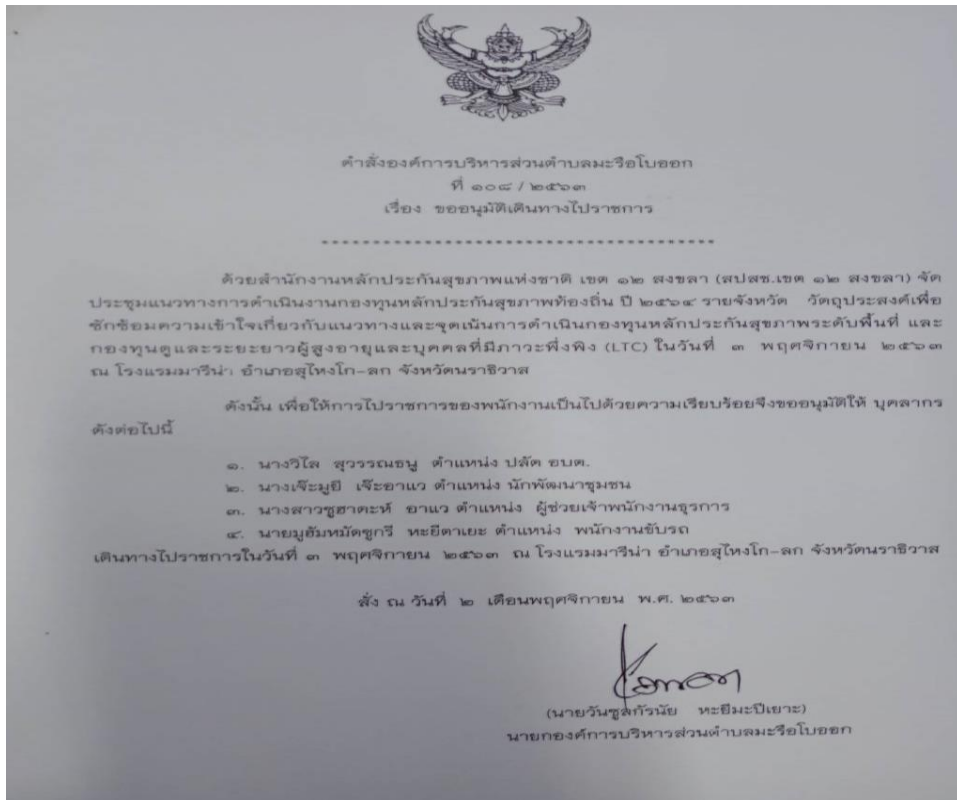 คำสั่งองค์การบริหารส่วนตำบลมะรือโบออก
ที่ ๑๐๘ / ๒๕๖๓
เรื่อง ขออนุมัติเดินทางไปราชการ
ด้วยสำนักงานหลักประกันสุขภาพแห่งชาติ เขต ๑๒ สงขลา (สปสช.เขต ๑๒ สงขลา) จัด
ประชุมแนวทางการดำเนินงานกองทุนหลักประกันสุขภาพท้องถิ่น ปี ๒๕๖๔ รายจังหวัด วัตถุประสงค์เพื่อ
ซักซ้อมความเข้าใจเกี่ยวกับแนวทางและจุดเน้นการดำเนินกองทุนหลักประกันสุขภาพระดับพื้นที่ และ
กองทุนดูแลระยะยาวผู้สูงอายุและบุคคลที่มีภาวะพึ่งพิง (LTC) ในวันที่ ๓ พฤศจิกายน ๒๕๖๓
ณ โรงแรมมารีน่า อำเภอสุไหงโก-ลก จังหวัดนราธิวาส
ดังนั้น เพื่อให้การไปราชการของพนักงานเป็นไปด้วยความเรียบร้อยจึงขออนุมัติให้ บุคลากร
ดังต่อไปนี้
๑. นางวิไล สุวรรณธนู ตำแหน่ง ปลัด อบต.
๒. นางเจ๊ะมูยี เจ๊ะอาแว ตำแหน่ง นักพัฒนาชุมชน
๓. นางสาวซูฮาตะห์ อาแว ตำแหน่ง ผู้ช่วยเจ้าพนักงานธุรการ
๔. นายมูฮัมหมัดซูกรี หะยีตาเยะ ตำแหน่ง พนักงานขับรถ
เดินทางไปราชการในวันที่ ๓ พฤศจิกายน ๒๕๖๓ ณ โรงแรมมารีน่า อำเภอสุไหงโก-ลก จังหวัดนราธิวาส
สั่ง ณ วันที่ ๒ เดือนพฤศจิกายน พ.ศ. ๒๕๖๓
หะยีมะปีเยาะ)
นายกองค์การบริหารส่วนตำบลมะรือโบออก